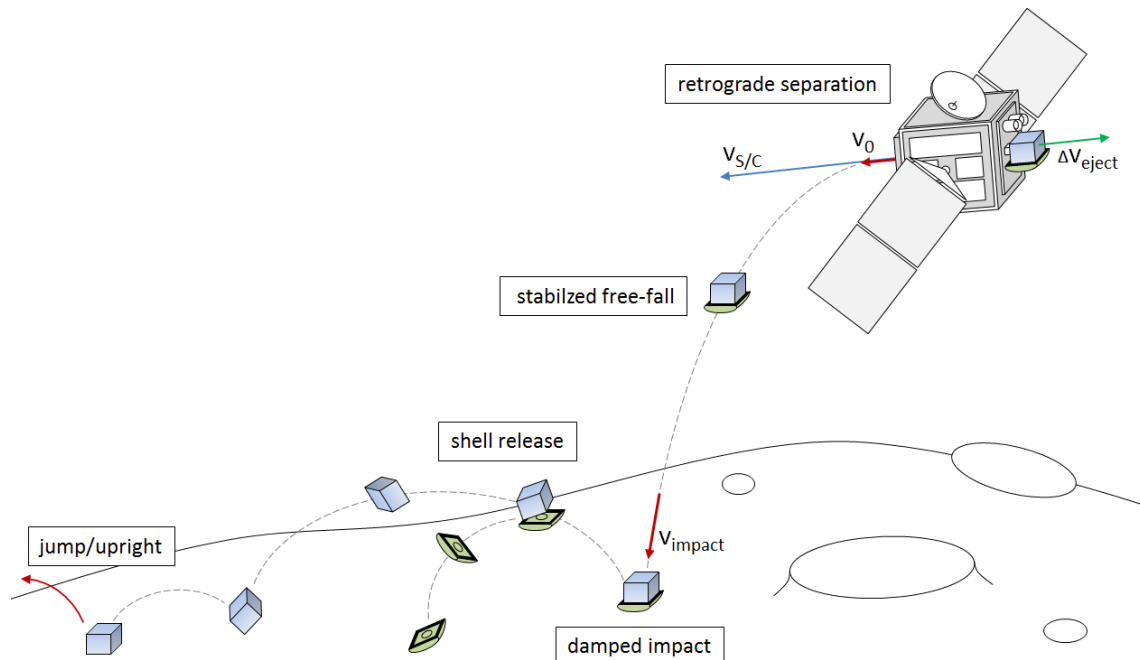 retrograde separation
V0
VS/C
ΔVeject
stabilzed free-fall
shell release
Vimpact
jump/upright
damped impact